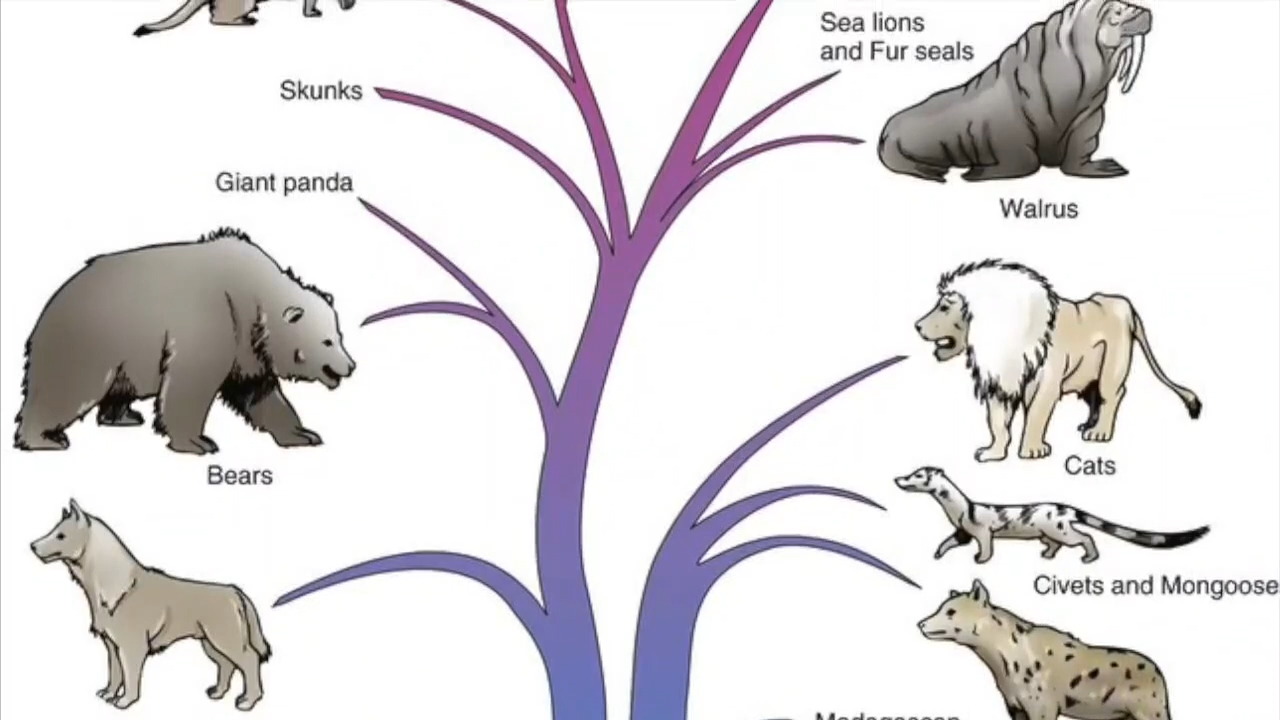 Sea lions
and Fur seals
Skunks
Giant panda
Walrus
Cats
Bears
Civets and Mongoose